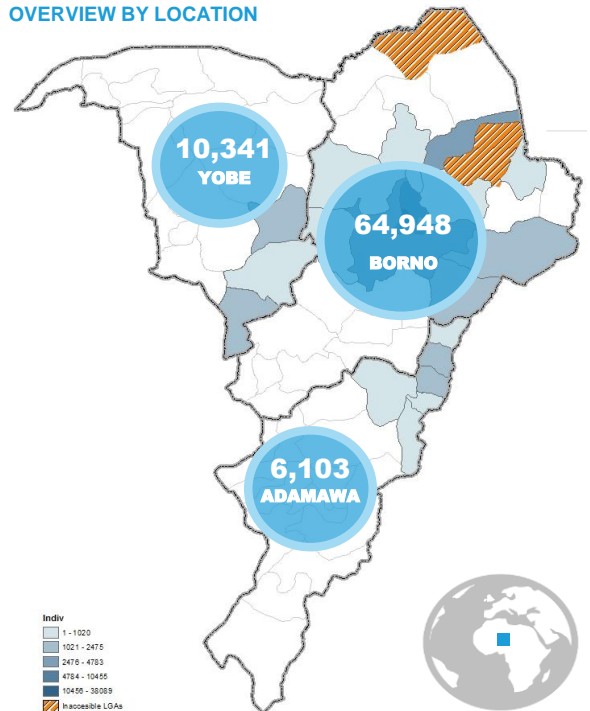 OVERVIEW BY LOCATION
10,341
YOBE
64,948
BORNO
6,103
ADAMAWA
Indiv
1 - 1020
1021 - 2475
2476 - 4783
4784 - 10455
10456 - 38089
Inaccesible LGAs